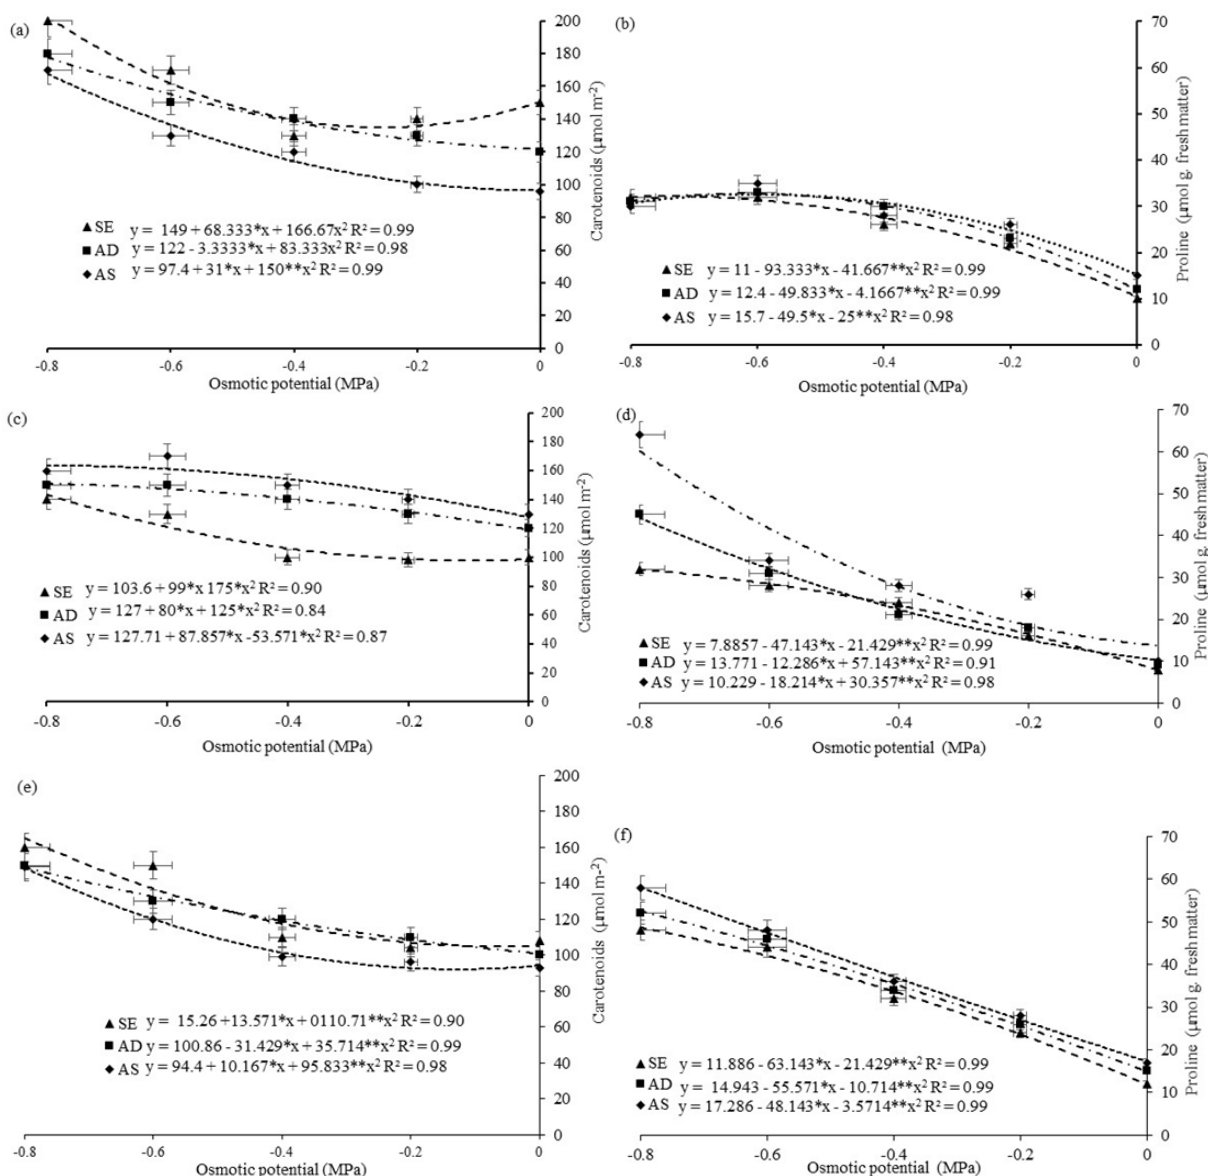 (a)
200
180
160
140
120
100
80
60
40
20
0
Carotenoids (µmol m⁻²)
SE y = 149 + 68.333*x + 166.67x² R² = 0.99
AD y = 122 - 3.3333*x + 83.333x² R² = 0.98
AS y = 97.4 + 31*x + 150**x² R² = 0.99
-0.8 -0.6 -0.4 -0.2 0
Osmotic potential (MPa)
(b)
70
60
50
40
30
20
10
0
Proline (µmol g. fresh matter)
SE y = 11 - 93.333*x - 41.667**x² R² = 0.99
AD y = 12.4 - 49.833*x - 4.1667**x² R² = 0.99
AS y = 15.7 - 49.5*x - 25**x² R² = 0.98
-0.8 -0.6 -0.4 -0.2 0
Osmotic potential (MPa)
(c)
200
180
160
140
120
100
80
60
40
20
0
Carotenoids (µmol m⁻²)
SE y = 103.6 + 99*x 175*x² R² = 0.90
AD y = 127 + 80*x + 125*x² R² = 0.84
AS y = 127.71 + 87.857*x -53.571*x² R² = 0.87
-0.8 -0.6 -0.4 -0.2 0
Osmotic potential (MPa)
(d)
70
60
50
40
30
20
10
0
Proline (µmol g. fresh matter)
SE y = 7.8857 - 47.143*x - 21.429**x² R² = 0.99
AD y = 13.771 - 12.286*x + 57.143**x² R² = 0.91
AS y = 10.229 - 18.214*x + 30.357**x² R² = 0.98
-0.8 -0.6 -0.4 -0.2 0
Osmotic potential (MPa)
(e)
200
180
160
140
120
100
80
60
40
20
0
Carotenoids (µmol m-²)
SE y = 15.26 +13.571*x + 0110.71**x² R² = 0.90
AD y = 100.86 - 31.429*x + 35.714**x² R² = 0.99
AS y = 94.4 + 10.167*x + 95.833**x² R² = 0.98
-0.8 -0.6 -0.4 -0.2 0
Osmotic potential (MPa)
(f)
70
60
50
40
30
20
10
0
Proline (µmol g. fresh matter)
SE y = 11.886 - 63.143*x - 21.429**x² R² = 0.99
AD y = 14.943 - 55.571*x - 10.714**x² R² = 0.99
AS y = 17.286 - 48.143*x - 3.5714**x² R² = 0.99
-0.8 -0.6 -0.4 -0.2 0
Osmotic potential (MPa)